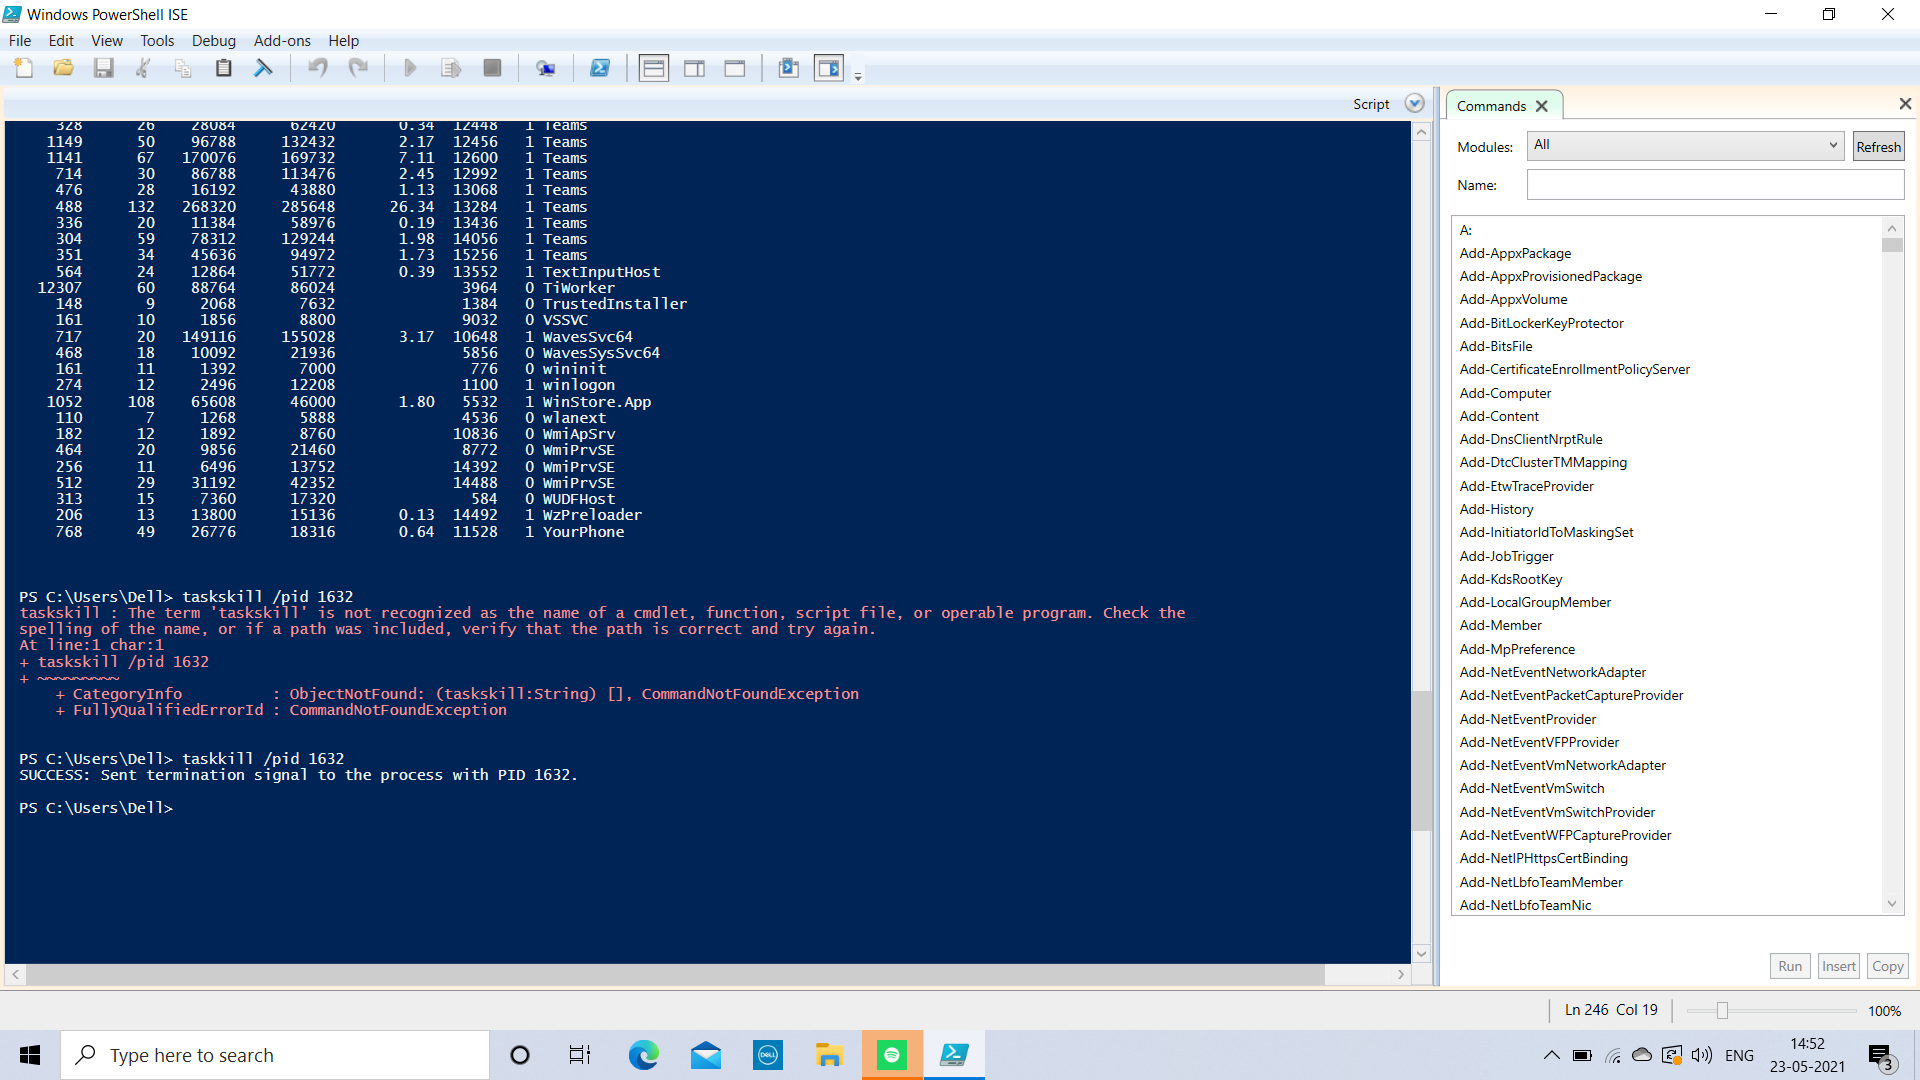 Windows PowerShell ISE
File Edit View Tools Debug Add-ons Help
Script
328 26 28084 62420 0.34 12448 1 Teams
1149 50 96788 132432 2.17 12456 1 Teams
1141 67 170076 169732 7.11 12600 1 Teams
714 30 86788 113476 2.45 12992 1 Teams
476 28 16192 43880 1.13 13068 1 Teams
488 132 268320 285648 26.34 13284 1 Teams
336 20 11384 58976 0.19 13436 1 Teams
304 59 78312 129244 1.98 14056 1 Teams
351 34 45636 94972 1.73 15256 1 Teams
564 24 12864 51772 0.39 13552 1 TextInputHost
12307 60 88764 86024 3964 0 TiWorker
148 9 2068 7632 1384 0 TrustedInstaller
161 10 1856 8800 9032 0 VSSVC
717 20 149116 155028 3.17 10648 1 WavesSvc64
468 18 10092 21936 5856 0 WavesSysSvc64
161 11 1392 7000 776 0 wininit
274 12 2496 12208 1100 1 winlogon
1052 108 65608 46000 1.80 5532 1 WinStore.App
110 7 1268 5888 4536 0 wlanext
182 12 1892 8760 10836 0 WmiApSrv
464 20 9856 21460 8772 0 WmiPrvSE
256 11 6496 13752 14392 0 WmiPrvSE
512 29 31192 42352 14488 0 WmiPrvSE
313 15 7360 17320 584 0 WUDFHost
206 13 13800 15136 0.13 14492 1 WzPreloader
768 49 26776 18316 0.64 11528 1 YourPhone
PS C:\Users\Dell> taskskill /pid 1632
taskskill : The term 'taskskill' is not recognized as the name of a cmdlet, function, script file, or operable program. Check the
spelling of the name, or if a path was included, verify that the path is correct and try again.
At line:1 char:1
+ taskskill /pid 1632
+ ~~~~~~~~~
+ CategoryInfo : ObjectNotFound: (taskskill:String) [], CommandNotFoundException
+ FullyQualifiedErrorId : CommandNotFoundException
PS C:\Users\Dell> taskkill /pid 1632
SUCCESS: Sent termination signal to the process with PID 1632.
PS C:\Users\Dell>
Commands
Modules: All Refresh
Name:
A:
Add-AppxPackage
Add-AppxProvisionedPackage
Add-AppxVolume
Add-BitLockerKeyProtector
Add-BitsFile
Add-CertificateEnrollmentPolicyServer
Add-Computer
Add-Content
Add-DnsClientNrptRule
Add-DtcClusterTMMapping
Add-EtwTraceProvider
Add-History
Add-InitiatorIdToMaskingSet
Add-JobTrigger
Add-KdsRootKey
Add-LocalGroupMember
Add-Member
Add-MpPreference
Add-NetEventNetworkAdapter
Add-NetEventPacketCaptureProvider
Add-NetEventProvider
Add-NetEventVFPProvider
Add-NetEventVmNetworkAdapter
Add-NetEventVmSwitch
Add-NetEventVmSwitchProvider
Add-NetEventWFPCaptureProvider
Add-NetIPHttpsCertBinding
Add-NetLbfoTeamMember
Add-NetLbfoTeamNic
Run Insert Copy
Ln 246 Col 19 100%
Type here to search
DELL
ENG
14:52
23-05-2021
3